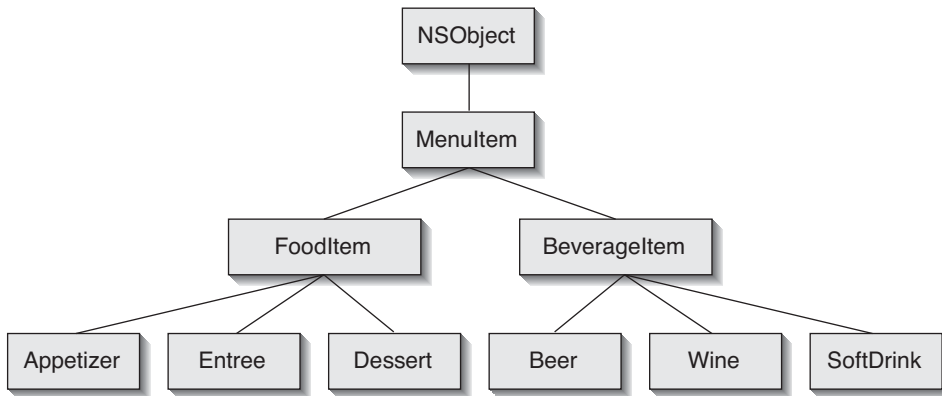 NSObject
MenuItem
FoodItem
BeverageItem
Appetizer
Entree
Dessert
Beer
Wine
SoftDrink